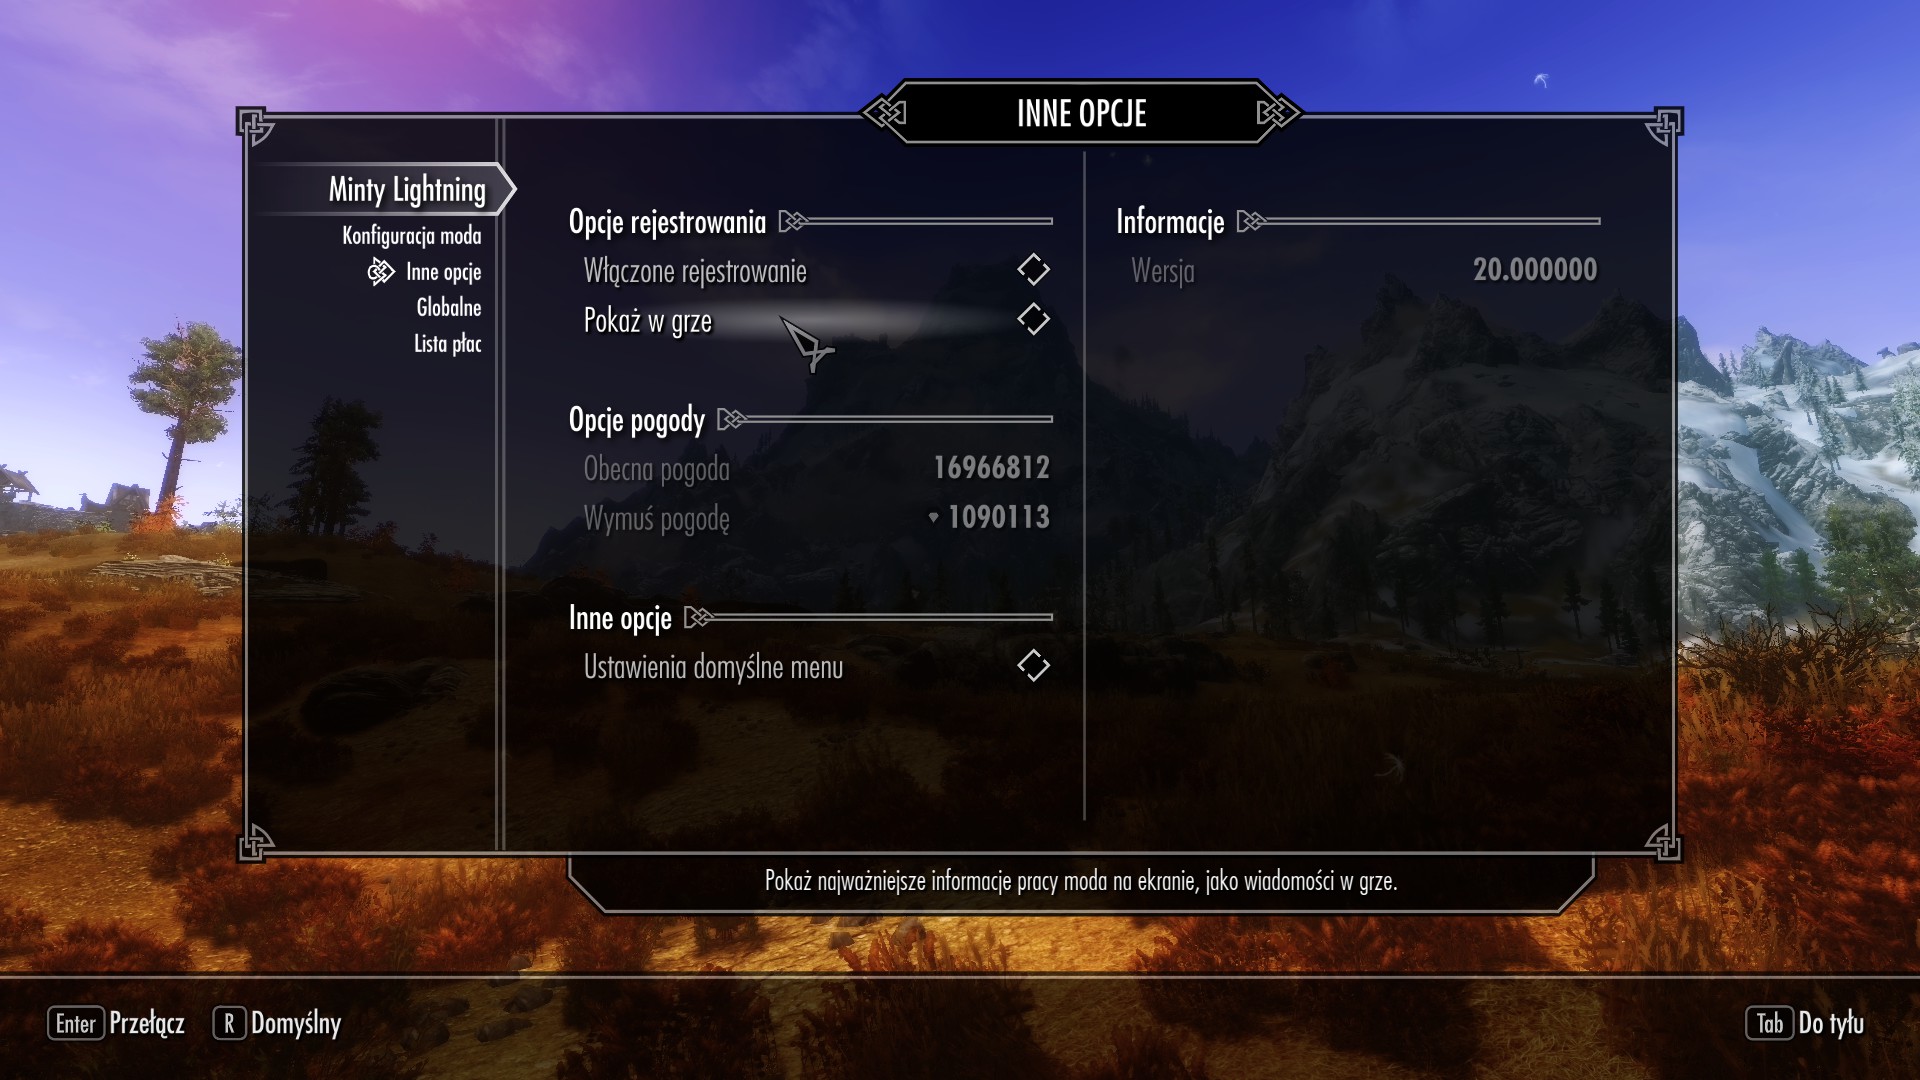 INNE OPCJE
Minty Lightning
Konfiguracja moda
Inne opcje
Globalne
Lista płac
Opcje rejestrowania
Włączone rejestrowanie
Pokaż w grze
Opcje pogody
Obecna pogoda 16966812
Wymuś pogodę 1090113
Inne opcje
Ustawienia domyślne menu
Informacje
Wersja 20.000000
Pokaż najważniejsze informacje pracy moda na ekranie, jako wiadomości w grze.
Enter Przełącz R Domyślny Tab Do tyłu